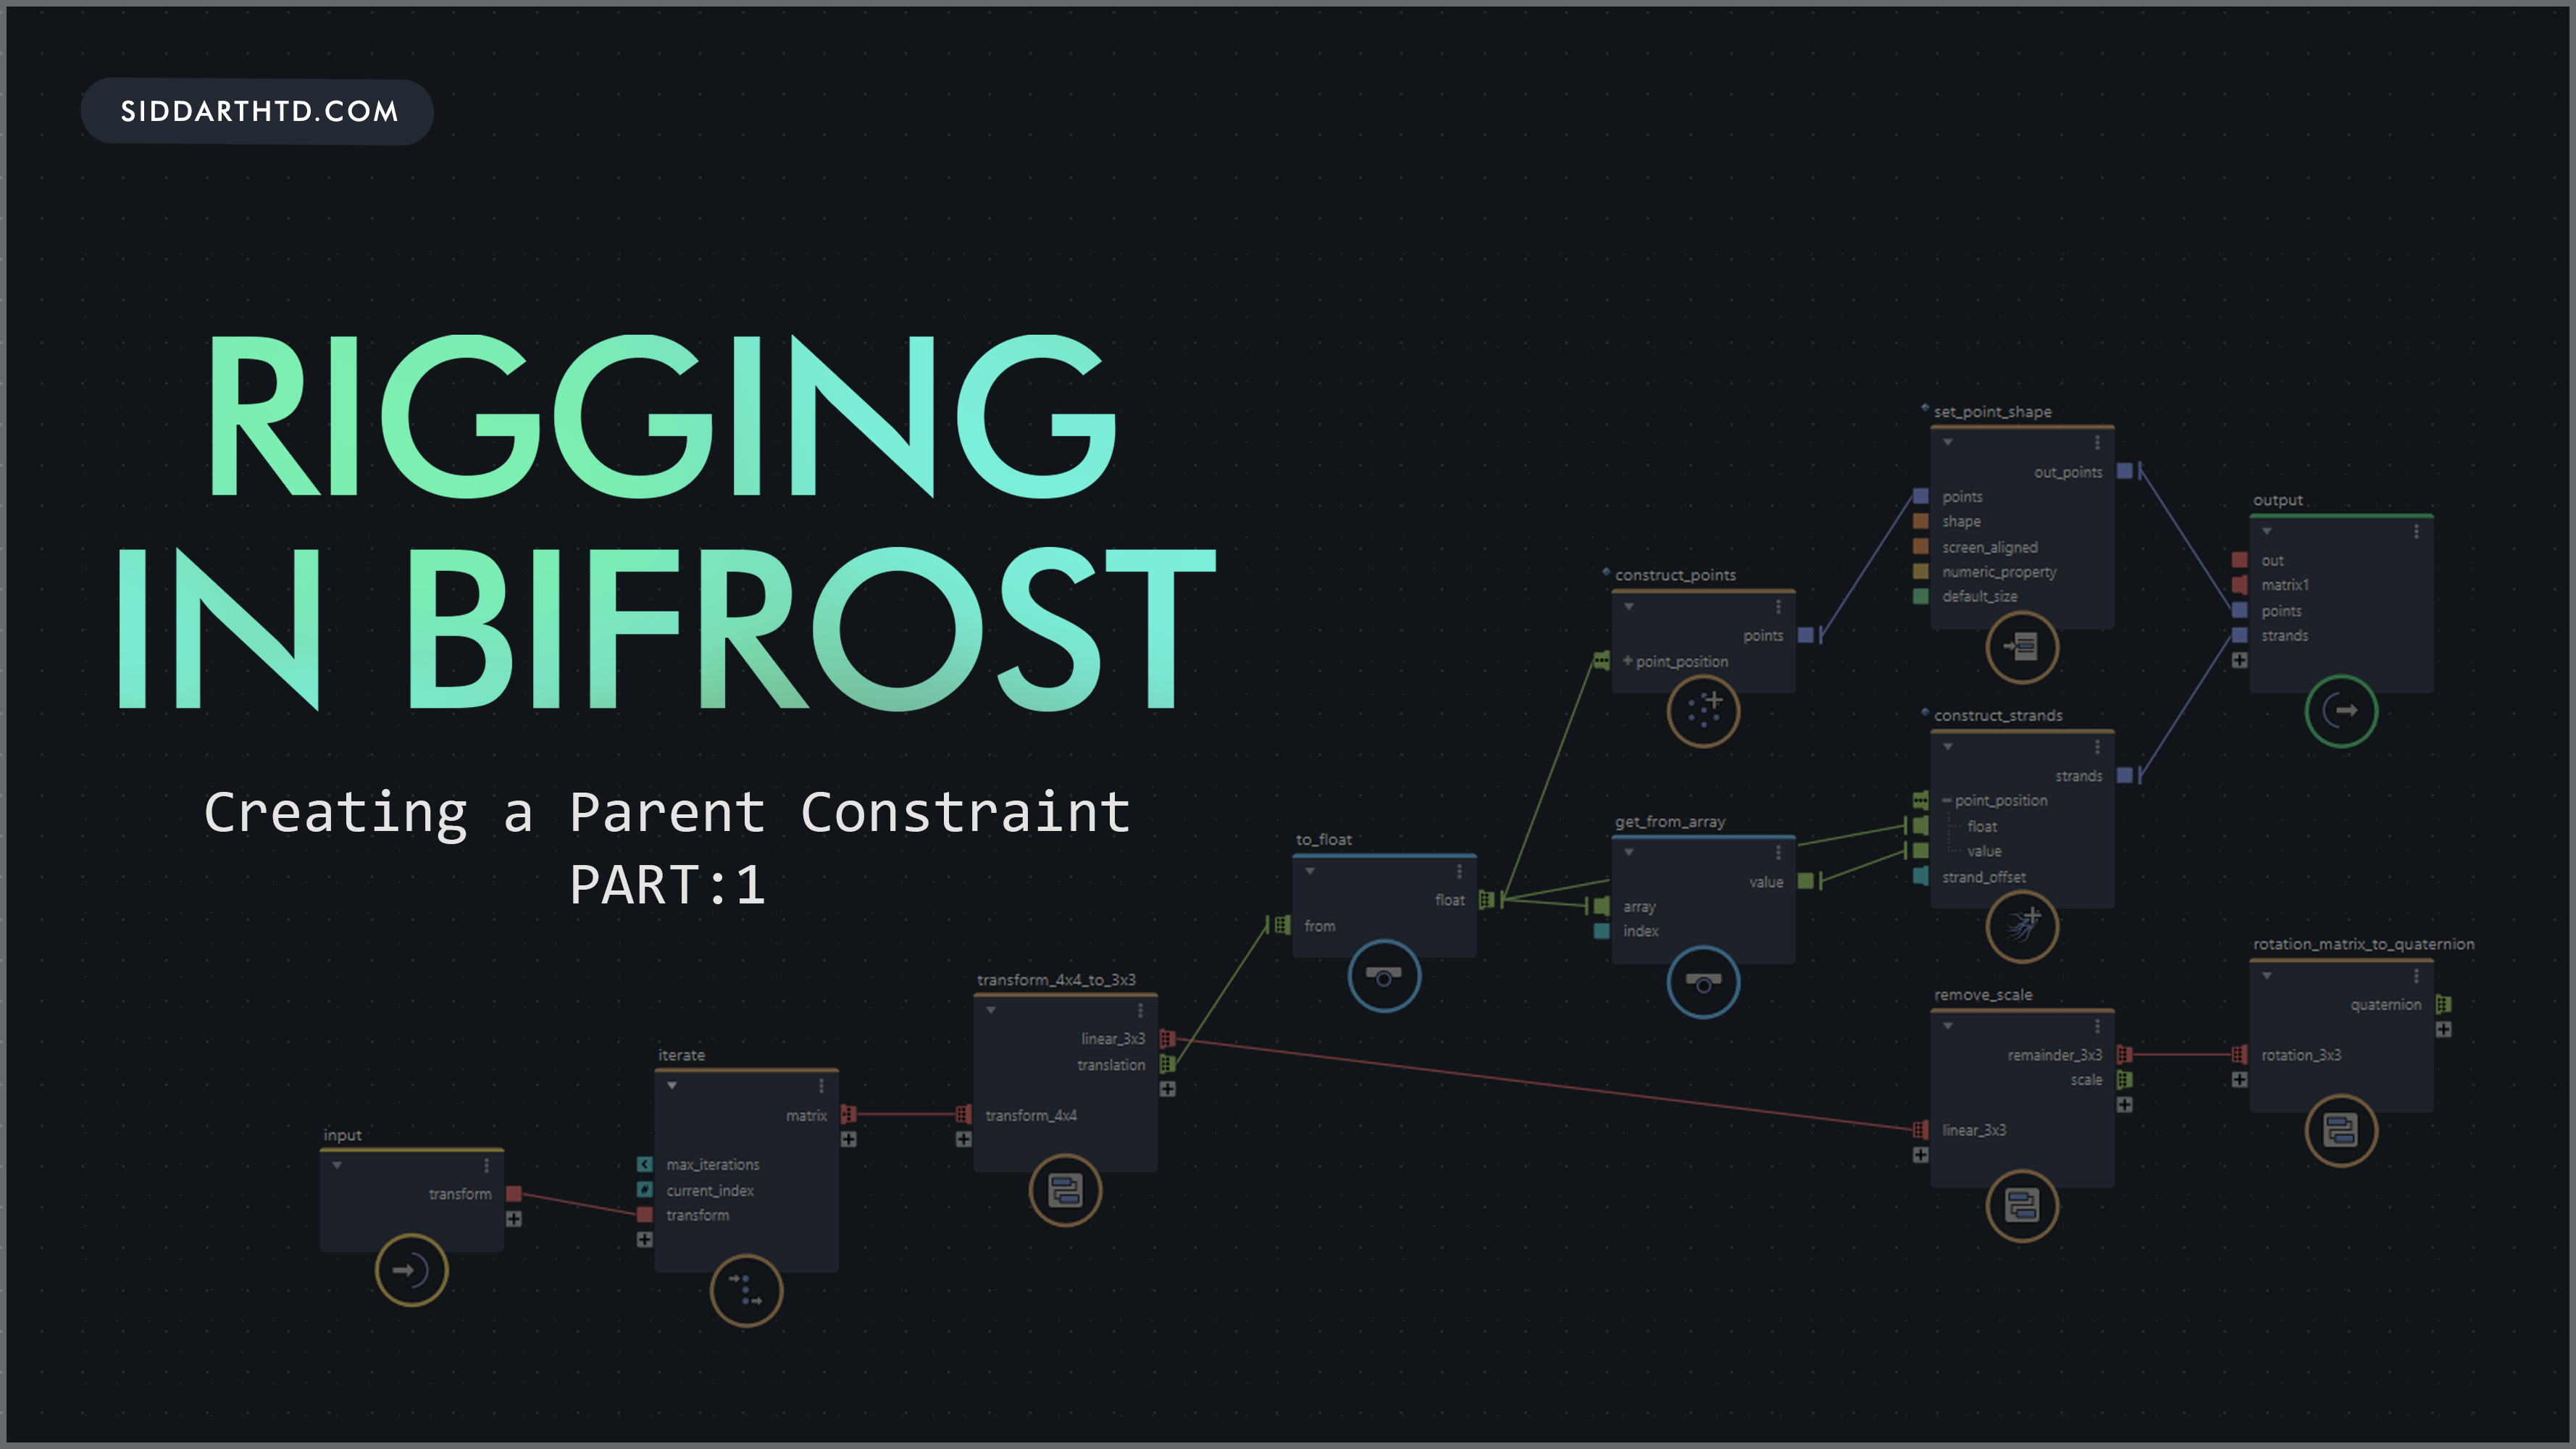 SIDDARTHTD.COM
RIGGING
IN BIFROST
Creating a Parent Constraint
PART:1
input
transform
iterate
matrix
max_iterations
current_index
transform
transform_4x4_to_3x3
linear_3x3
translation
transform_4x4
to_float
float
from
construct_points
points
point_position
get_from_array
value
array
index
set_point_shape
out_points
points
shape
screen_aligned
numeric_property
default_size
construct_strands
strands
point_position
float
value
strand_offset
remove_scale
remainder_3x3
scale
linear_3x3
output
out
matrix1
points
strands
rotation_matrix_to_quaternion
quaternion
rotation_3x3